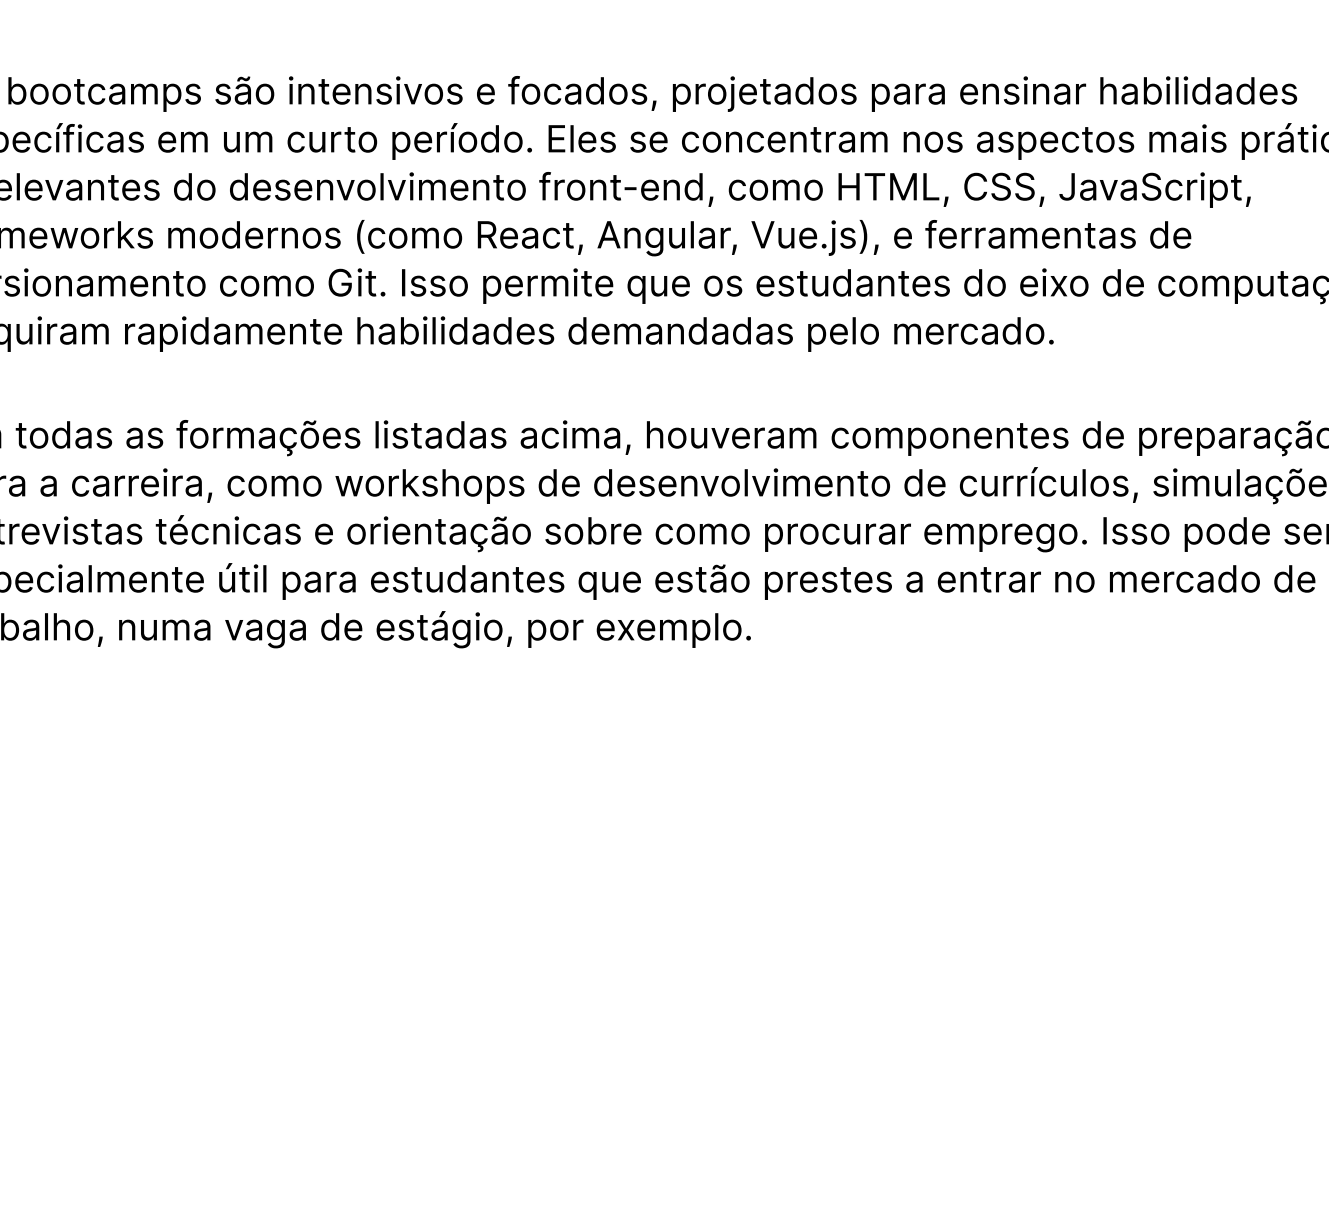 bootcamps são intensivos e focados, projetados para ensinar habilidades
pecíficas em um curto período. Eles se concentram nos aspectos mais prátic
elevantes do desenvolvimento front-end, como HTML, CSS, JavaScript,
meworks modernos (como React, Angular, Vue.js), e ferramentas de
rsionamento como Git. Isso permite que os estudantes do eixo de computaç
quiram rapidamente habilidades demandadas pelo mercado.
todas as formações listadas acima, houveram componentes de preparação
ra a carreira, como workshops de desenvolvimento de currículos, simulaçõe
trevistas técnicas e orientação sobre como procurar emprego. Isso pode ser
pecialmente útil para estudantes que estão prestes a entrar no mercado de
balho, numa vaga de estágio, por exemplo.